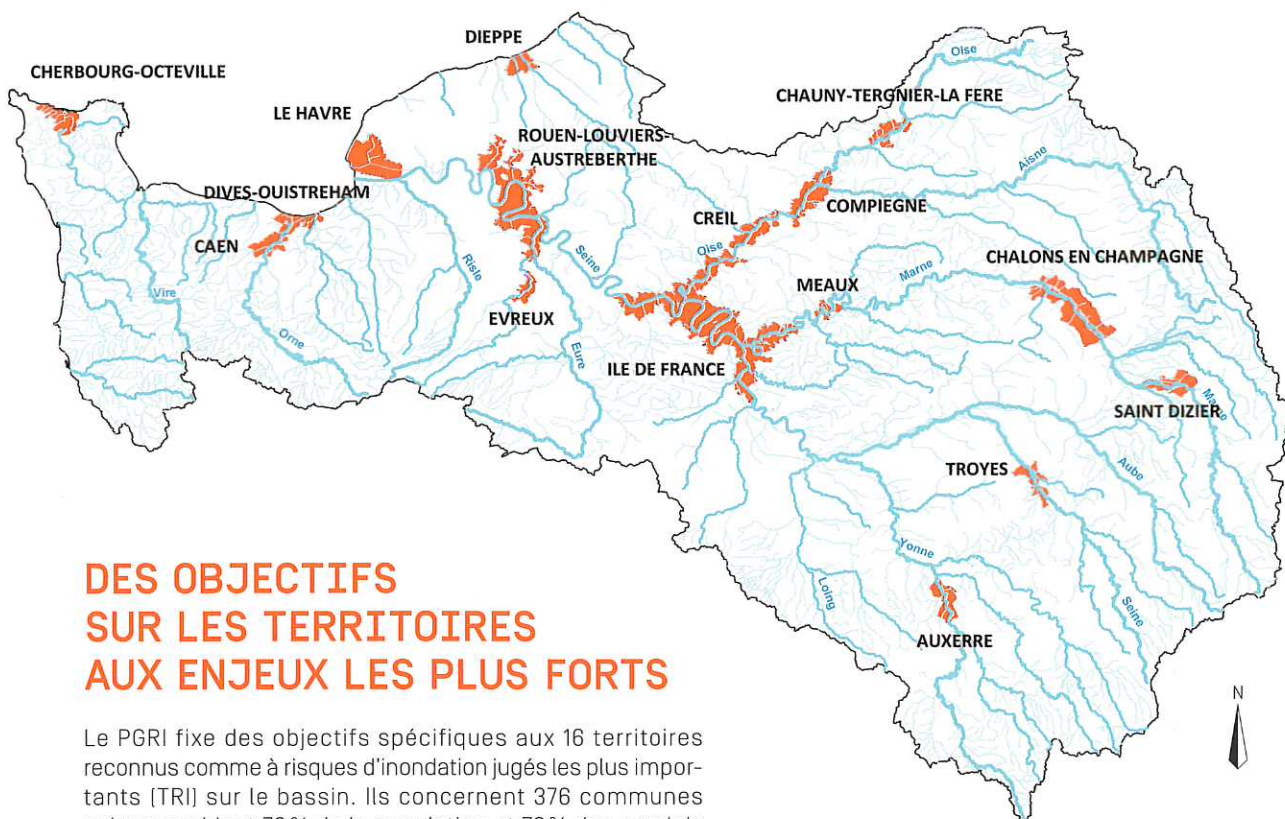 DIEPPE
Oise
CHERBOURG-OCTEVILLE
CHAUNY-TERGNIER-LA FERE
LE HAVRE
ROUEN-LOUVIERS-
AUSTREBERTHE
Aisne
DIVES-OUISTREHAM
COMPIEGNE
CREIL
CAEN
Oise
Seine
CHALONS EN CHAMPAGNE
Risle
Marne
MEAUX
Vire
EVREUX
Orne
Eure
ILE DE FRANCE
Marne
SAINT DIZIER
TROYES
Aube
Yonne
Loing
Seine
AUXERRE
N
DES OBJECTIFS
SUR LES TERRITOIRES
AUX ENJEUX LES PLUS FORTS
Le PGRI fixe des objectifs spécifiques aux 16 territoires
reconnus comme à risques d'inondation jugés les plus impor-
tants (TRI) sur le bassin. Ils concernent 376 communes